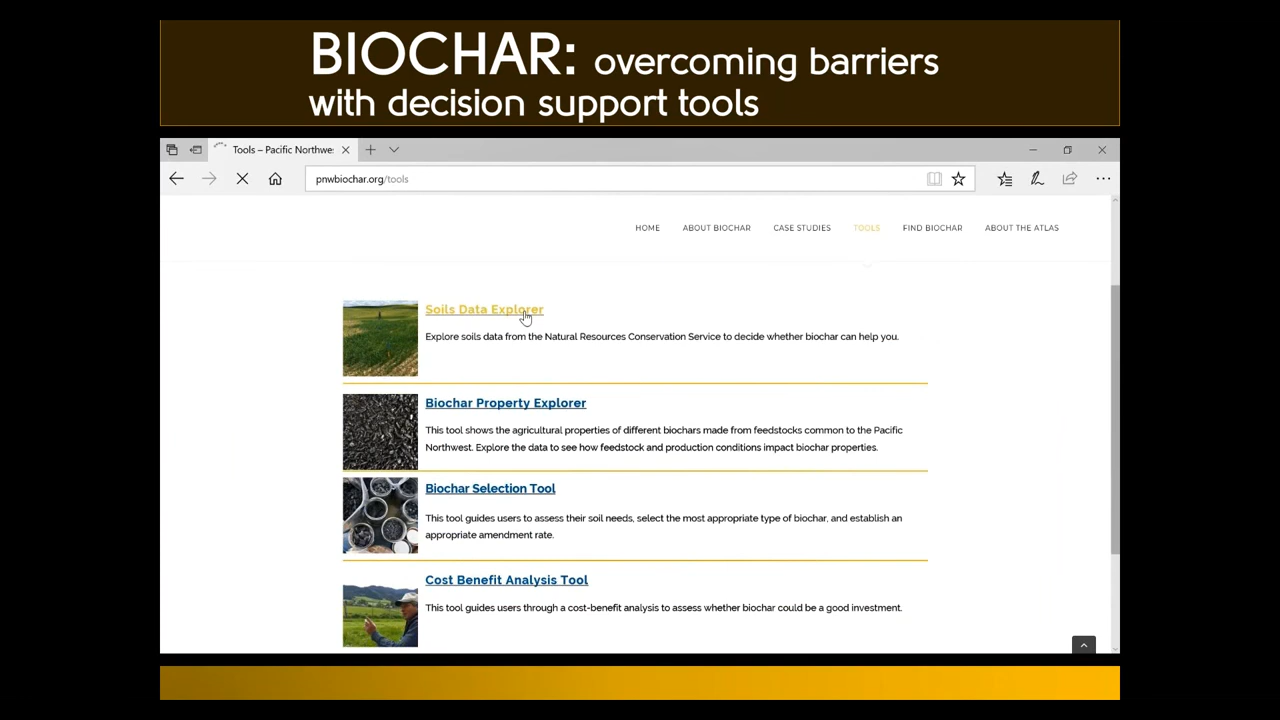 BIOCHAR: overcoming barriers
with decision support tools
Tools – Pacific Northwe:
pnwbiochar.org/tools
HOME ABOUT BIOCHAR CASE STUDIES TOOLS FIND BIOCHAR ABOUT THE ATLAS
Soils Data Explorer
Explore soils data from the Natural Resources Conservation Service to decide whether biochar can help you.
Biochar Property Explorer
This tool shows the agricultural properties of different biochars made from feedstocks common to the Pacific
Northwest. Explore the data to see how feedstock and production conditions impact biochar properties.
Biochar Selection Tool
This tool guides users to assess their soil needs, select the most appropriate type of biochar, and establish an
appropriate amendment rate.
Cost Benefit Analysis Tool
This tool guides users through a cost-benefit analysis to assess whether biochar could be a good investment.